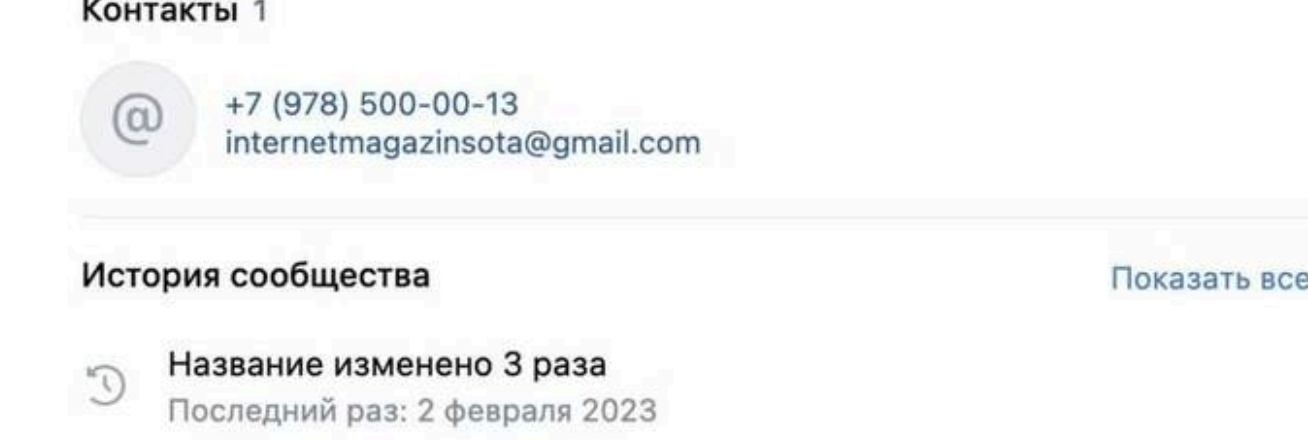 Контакты 1
@
+7 (978) 500-00-13
internetmagazinsota@gmail.com
История сообщества
Показать все
Название изменено 3 раза
Последний раз: 2 февраля 2023